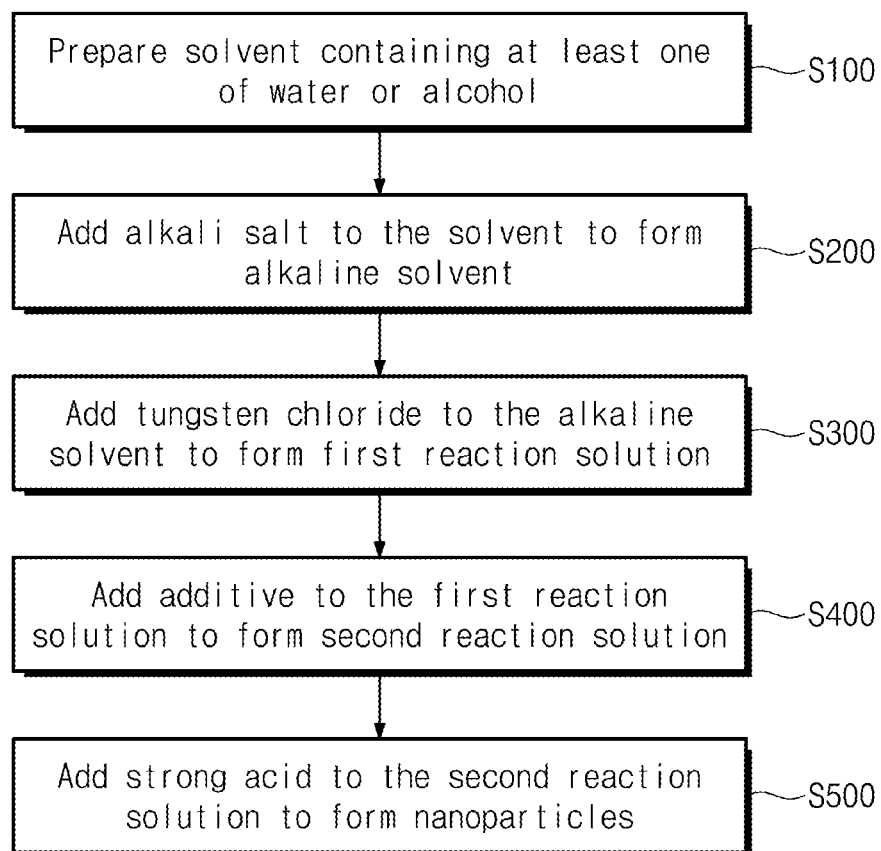 Prepare solvent containing at least one
of water or alcohol
S100
Add alkali salt to the solvent to form
alkaline solvent
S200
Add tungsten chloride to the alkaline
solvent to form first reaction solution
S300
Add additive to the first reaction
solution to form second reaction solution
S400
Add strong acid to the second reaction
solution to form nanoparticles
S500